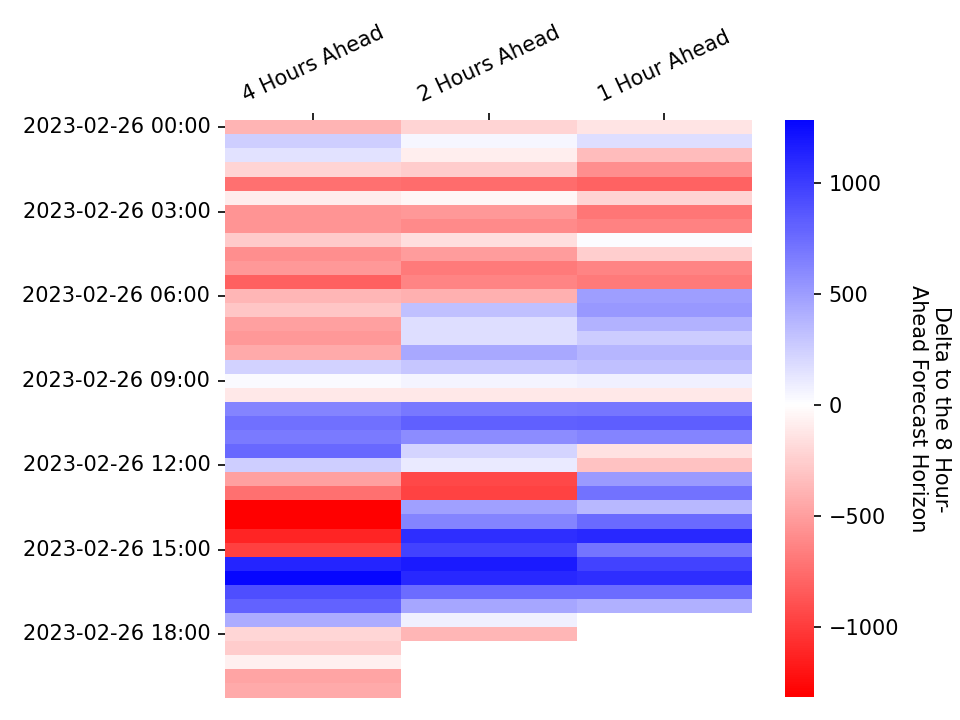 4 Hours Ahead
2 Hours Ahead
1 Hour Ahead
2023-02-26 00:00
2023-02-26 03:00
2023-02-26 06:00
2023-02-26 09:00
2023-02-26 12:00
2023-02-26 15:00
2023-02-26 18:00
1000
500
0
−500
−1000
Delta to the 8 Hour-
Ahead Forecast Horizon